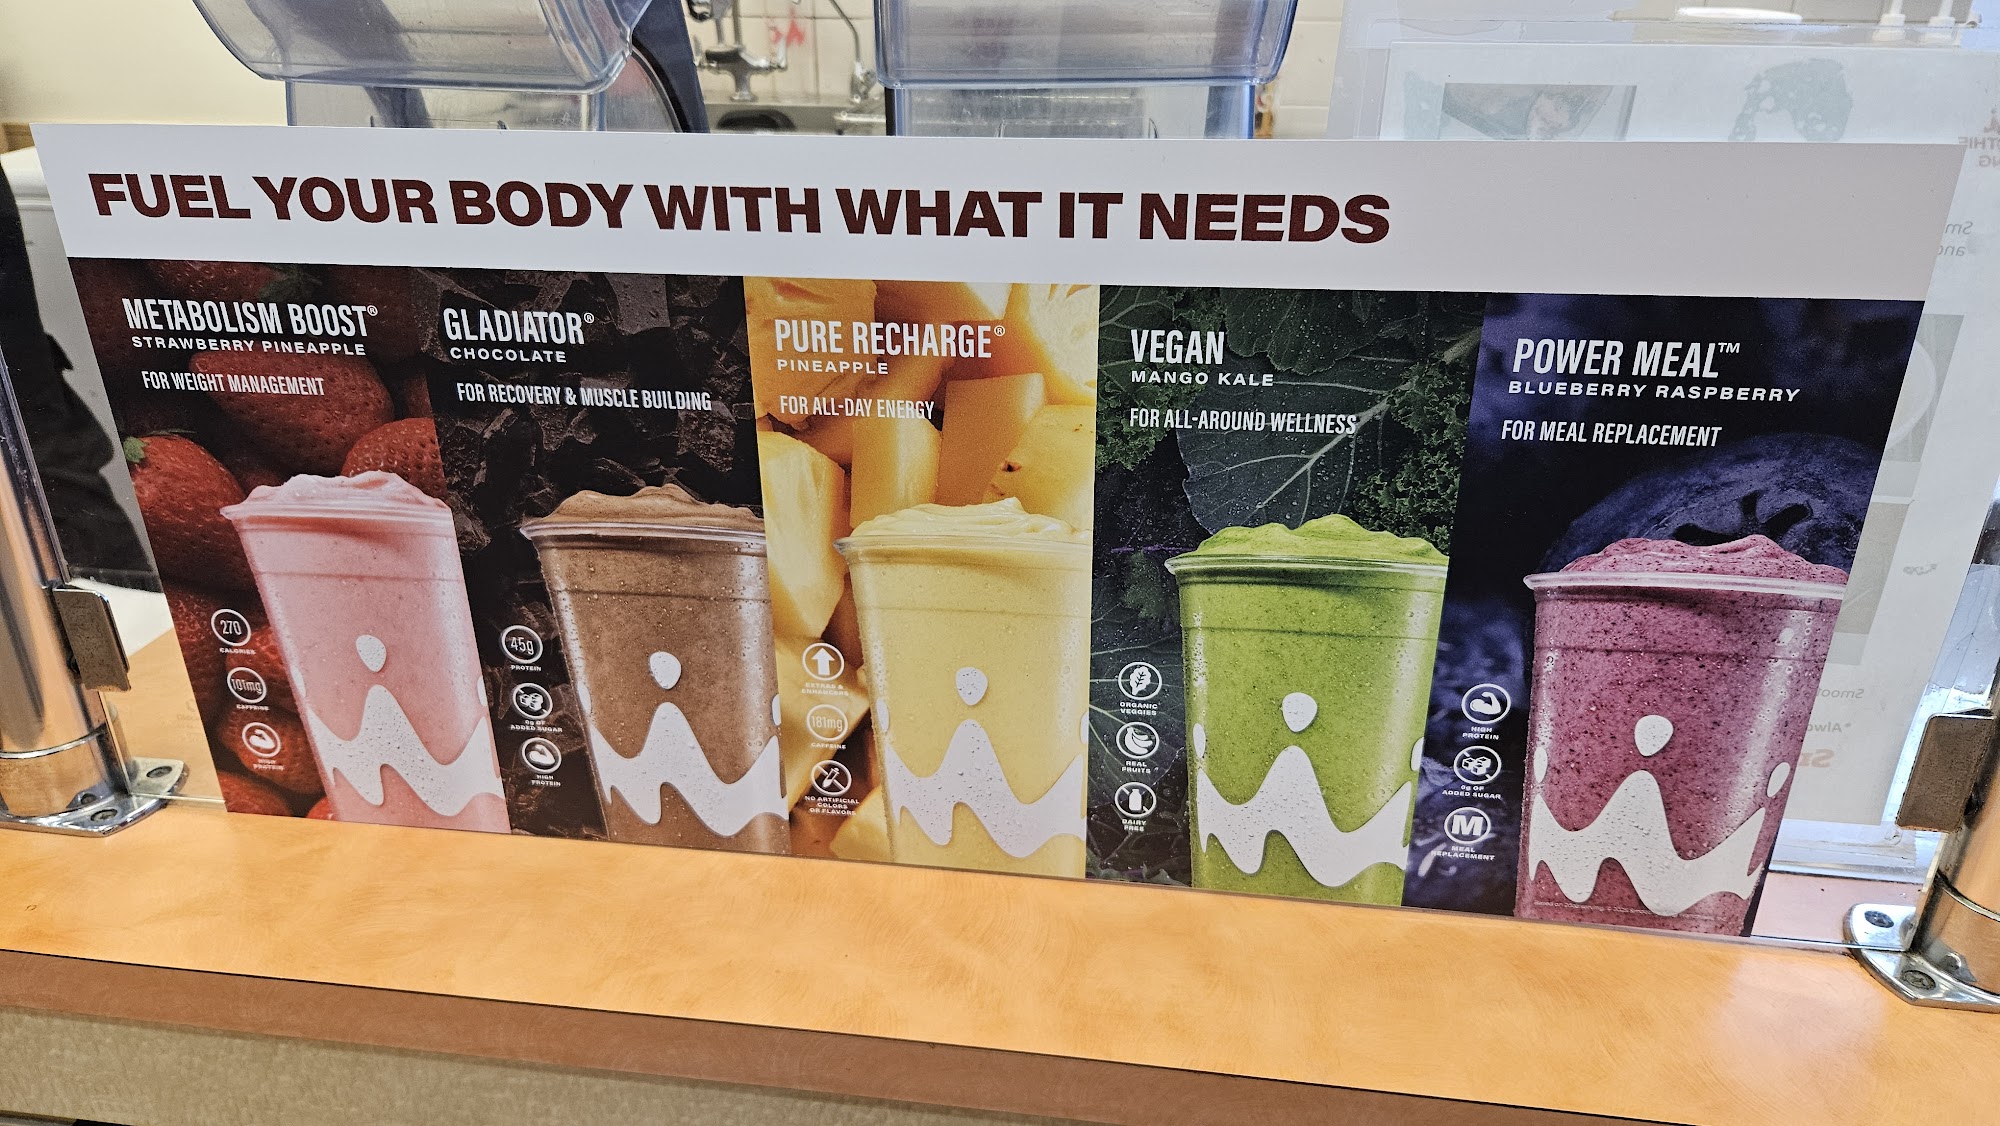 FUEL YOUR BODY WITH WHAT IT NEEDS
METABOLISM BOOST®
STRAWBERRY PINEAPPLE
FOR WEIGHT MANAGEMENT
270
CALORIES
101mg
CAFFEINE
HIGH
PROTEIN
GLADIATOR®
CHOCOLATE
FOR RECOVERY & MUSCLE BUILDING
45g
PROTEIN
0g OF
ADDED SUGAR
HIGH
PROTEIN
PURE RECHARGE®
PINEAPPLE
FOR ALL-DAY ENERGY
EXTRAS &
ENHANCERS
181mg
CAFFEINE
NO ARTIFICIAL
COLORS
OR FLAVORS
VEGAN
MANGO KALE
FOR ALL-AROUND WELLNESS
ORGANIC
VEGGIES
REAL
FRUITS
DAIRY
FREE
POWER MEAL™
BLUEBERRY RASPBERRY
FOR MEAL REPLACEMENT
HIGH
PROTEIN
0g OF
ADDED SUGAR
M
MEAL
REPLACEMENT